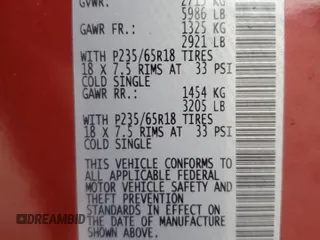 GVWR: 2715 KG
5986 LB
GAWR FR.: 1325 KG
2921 LB
WITH P235/65R18 TIRES
18 X 7.5 RIMS AT 33 PSI
COLD SINGLE
GAWR RR.: 1454 KG
3205 LB
WITH P235/65R18 TIRES
18 X 7.5 RIMS AT 33 PSI
COLD SINGLE
THIS VEHICLE CONFORMS TO
ALL APPLICABLE FEDERAL
MOTOR VEHICLE SAFETY AND
THEFT PREVENTION
STANDARDS IN EFFECT ON
THE DATE OF MANUFACTURE
SHOWN ABOVE.
DREAMBID